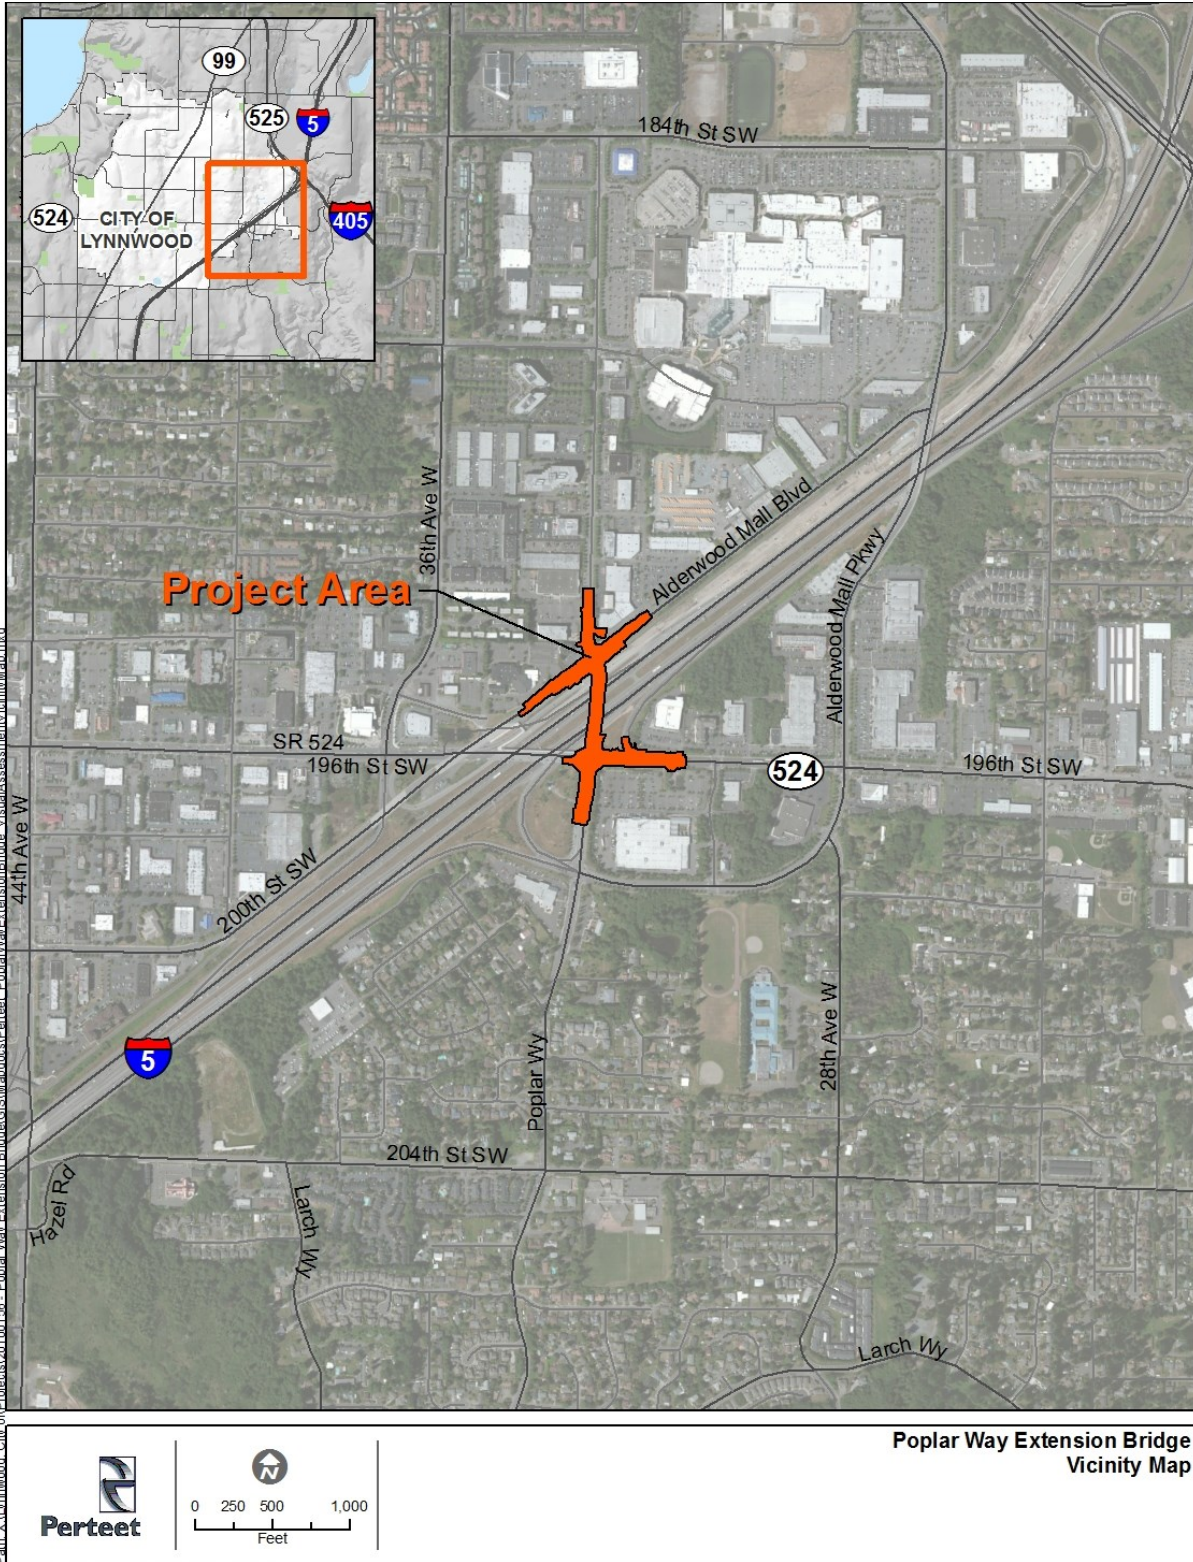 99
525
5
524
CITY OF
LYNNWOOD
405
184th St SW
36th Ave W
Alderwood Mall Blvd
Project Area
Alderwood Mall Pkwy
SR 524
196th St SW
524
196th St SW
44th Ave W
200th St SW
5
Poplar Wy
28th Ave W
204th St SW
Hazel Rd
Larch Wy
Larch Wy
Poplar Way Extension Bridge
Vicinity Map
N
0 250 500 1,000
Feet
Perteet